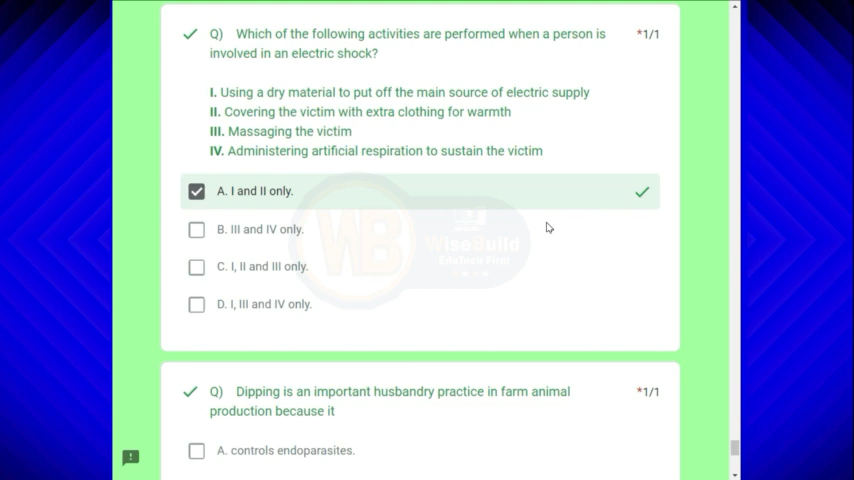 Q) Which of the following activities are performed when a person is *1/1
involved in an electric shock?
I. Using a dry material to put off the main source of electric supply
II. Covering the victim with extra clothing for warmth
III. Massaging the victim
IV. Administering artificial respiration to sustain the victim
A. I and II only.
B. III and IV only.
C. I, II and III only.
D. I, III and IV only.
WB
WiseBuild
EduTech Firm
Q) Dipping is an important husbandry practice in farm animal *1/1
production because it
A. controls endoparasites.